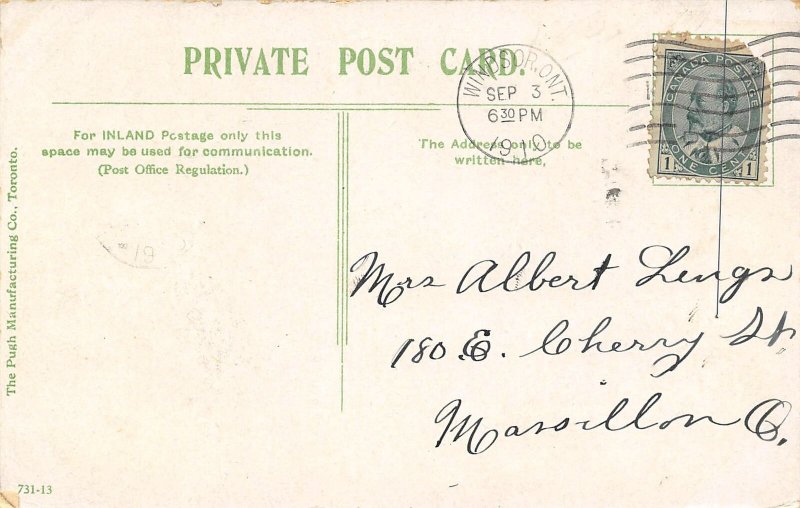 PRIVATE POST CARD.
WINDSOR, ONT.
SEP 3
6 30 PM
1910
CANADA POSTAGE
1 ONE CENT 1
For INLAND Postage only this
space may be used for communication.
(Post Office Regulation.)
The Address only to be
written here,
The Pugh Manufacturing Co., Toronto.
Mrs Albert Lengs
180 E. Cherry St
Massillon O.
731-13